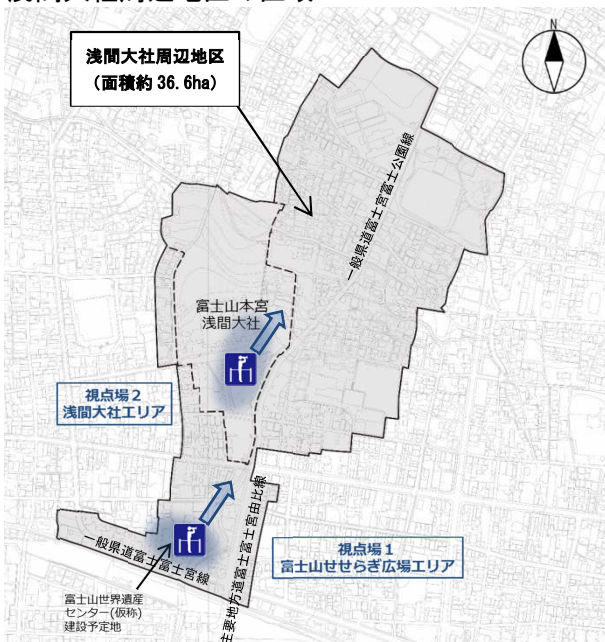 浅間大社周辺地区
(面積約 36.6ha)
一般県道富士宮富士公園線
富士山本宮
浅間大社
視点場2
浅間大社エリア
視点場1
富士山せせらぎ広場エリア
一般県道富士富士宮線
主要地方道富士富士宮由比線
富士山世界遺産
センター(仮称)
建設予定地